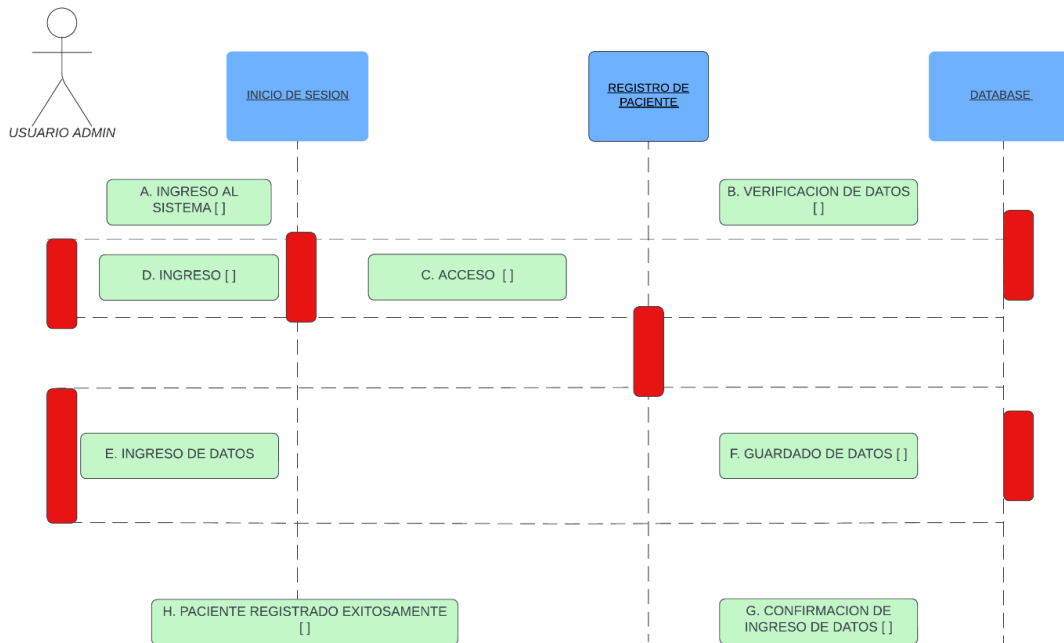 USUARIO ADMIN
INICIO DE SESION
REGISTRO DE
PACIENTE
DATABASE
A. INGRESO AL
SISTEMA [ ]
B. VERIFICACION DE DATOS
[ ]
D. INGRESO [ ]
C. ACCESO [ ]
E. INGRESO DE DATOS
F. GUARDADO DE DATOS [ ]
H. PACIENTE REGISTRADO EXITOSAMENTE
[ ]
G. CONFIRMACION DE
INGRESO DE DATOS [ ]